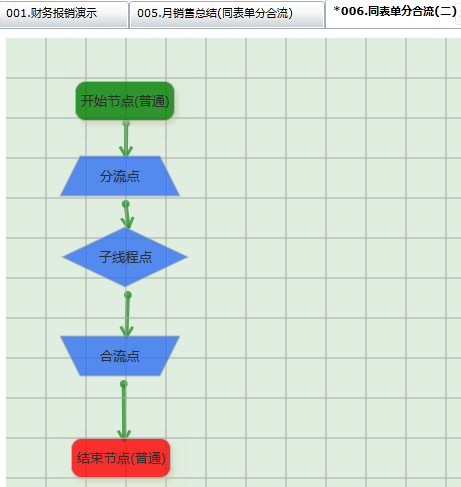 001.财务报销演示
005.月销售总结(同表单分合流)
*006.同表单分合流(二)
开始节点(普通)
分流点
子线程点
合流点
结束节点(普通)